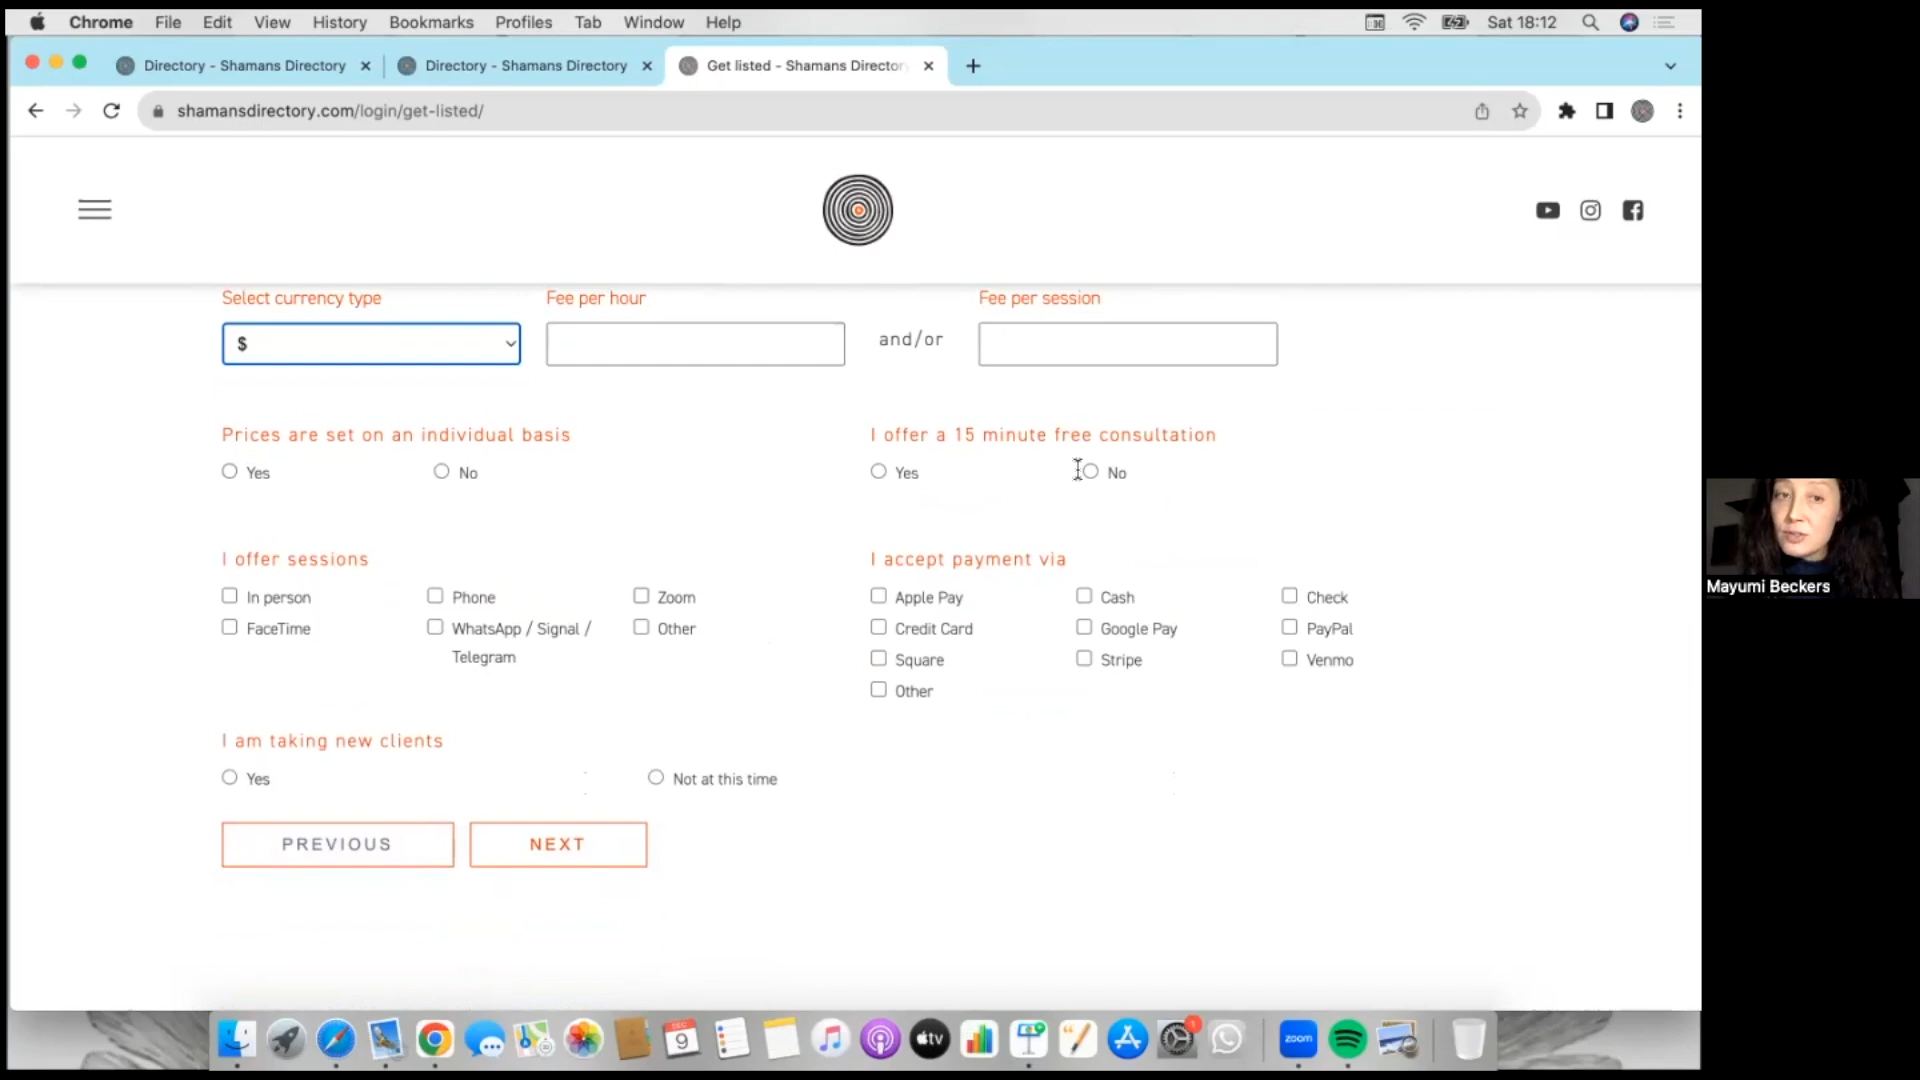 Chrome File Edit View History Bookmarks Profiles Tab Window Help Sat 18:12
Directory - Shamans Directory Directory - Shamans Directory Get listed - Shamans Director
shamansdirectory.com/login/get-listed/
Select currency type Fee per hour Fee per session
$ and/or
Prices are set on an individual basis I offer a 15 minute free consultation
Yes No Yes No
I offer sessions I accept payment via
In person Phone Zoom Apple Pay Cash Check
FaceTime WhatsApp / Signal / Other Credit Card Google Pay PayPal
Telegram Square Stripe Venmo
Other
I am taking new clients
Yes Not at this time
PREVIOUS NEXT
Mayumi Beckers
DEC
9
tv
1
zoom